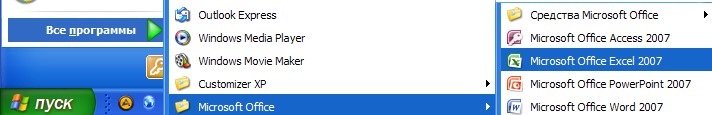 Все программы
пуск
Outlook Express
Windows Media Player
Windows Movie Maker
Customizer XP
Microsoft Office
Средства Microsoft Office
Microsoft Office Access 2007
Microsoft Office Excel 2007
Microsoft Office PowerPoint 2007
Microsoft Office Word 2007